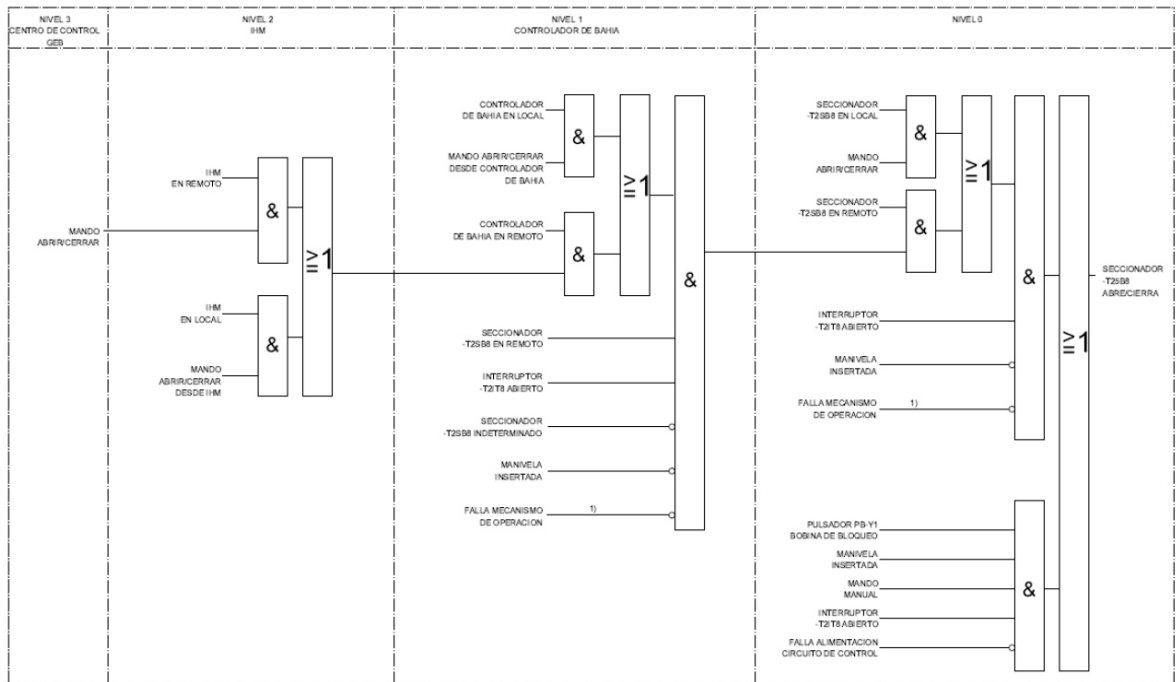 NIVEL 3
CENTRO DE CONTROL
GEB
NIVEL 2
IHM
NIVEL 1
CONTROLADOR DE BAHIA
NIVEL 0
MANDO
ABRIR/CERRAR
IHM
EN REMOTO
&
IHM
EN LOCAL
MANDO
ABRIR/CERRAR
DESDE IHM
&
≥1
CONTROLADOR
DE BAHIA EN LOCAL
MANDO ABRIR/CERRAR
DESDE CONTROLADOR
DE BAHIA
&
CONTROLADOR
DE BAHIA EN REMOTO
&
≥1
SECCIONADOR
-T2SB8 EN REMOTO
INTERRUPTOR
-T2IT8 ABIERTO
SECCIONADOR
-T2SB8 INDETERMINADO
MANIVELA
INSERTADA
FALLA MECANISMO
DE OPERACION
1)
&
SECCIONADOR
-T2SB8 EN LOCAL
MANDO
ABRIR/CERRAR
&
SECCIONADOR
-T2SB8 EN REMOTO
&
≥1
INTERRUPTOR
-T2IT8 ABIERTO
MANIVELA
INSERTADA
FALLA MECANISMO
DE OPERACION
1)
&
PULSADOR PB-Y1
BOBINA DE BLOQUEO
MANIVELA
INSERTADA
MANDO
MANUAL
INTERRUPTOR
-T2IT8 ABIERTO
FALLA ALIMENTACION
CIRCUITO DE CONTROL
&
≥1
SECCIONADOR
-T2SB8
ABRE/CIERRA